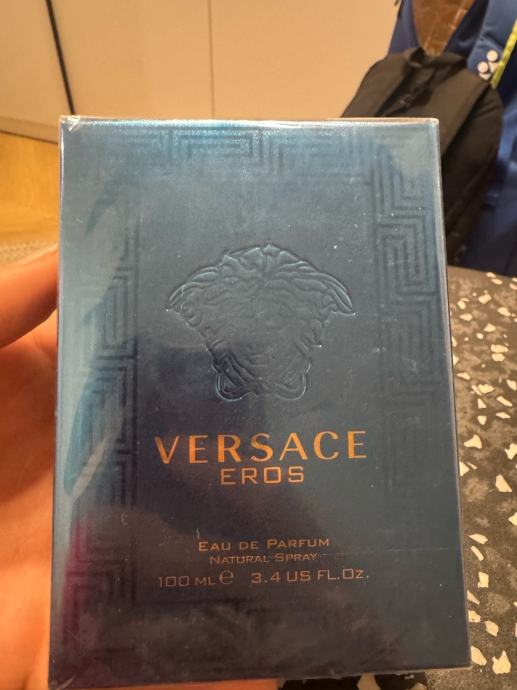 VERSACE
EROS
EAU DE PARFUM
NATURAL SPRAY
100 ML℮ 3.4 US FL.OZ.